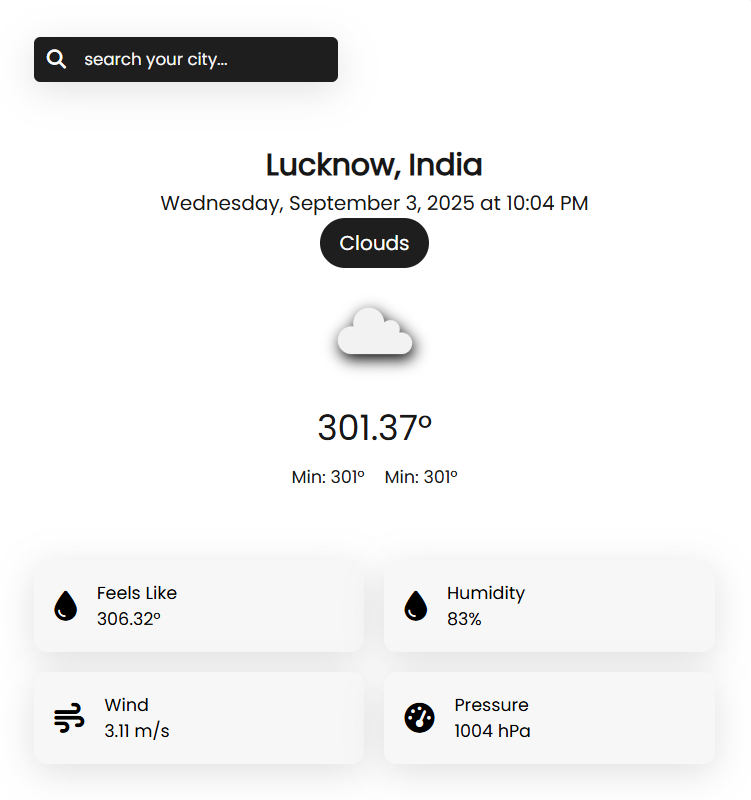 search your city...
Lucknow, India
Wednesday, September 3, 2025 at 10:04 PM
Clouds
301.37°
Min: 301° Min: 301°
Feels Like
306.32°
Humidity
83%
Wind
3.11 m/s
Pressure
1004 hPa